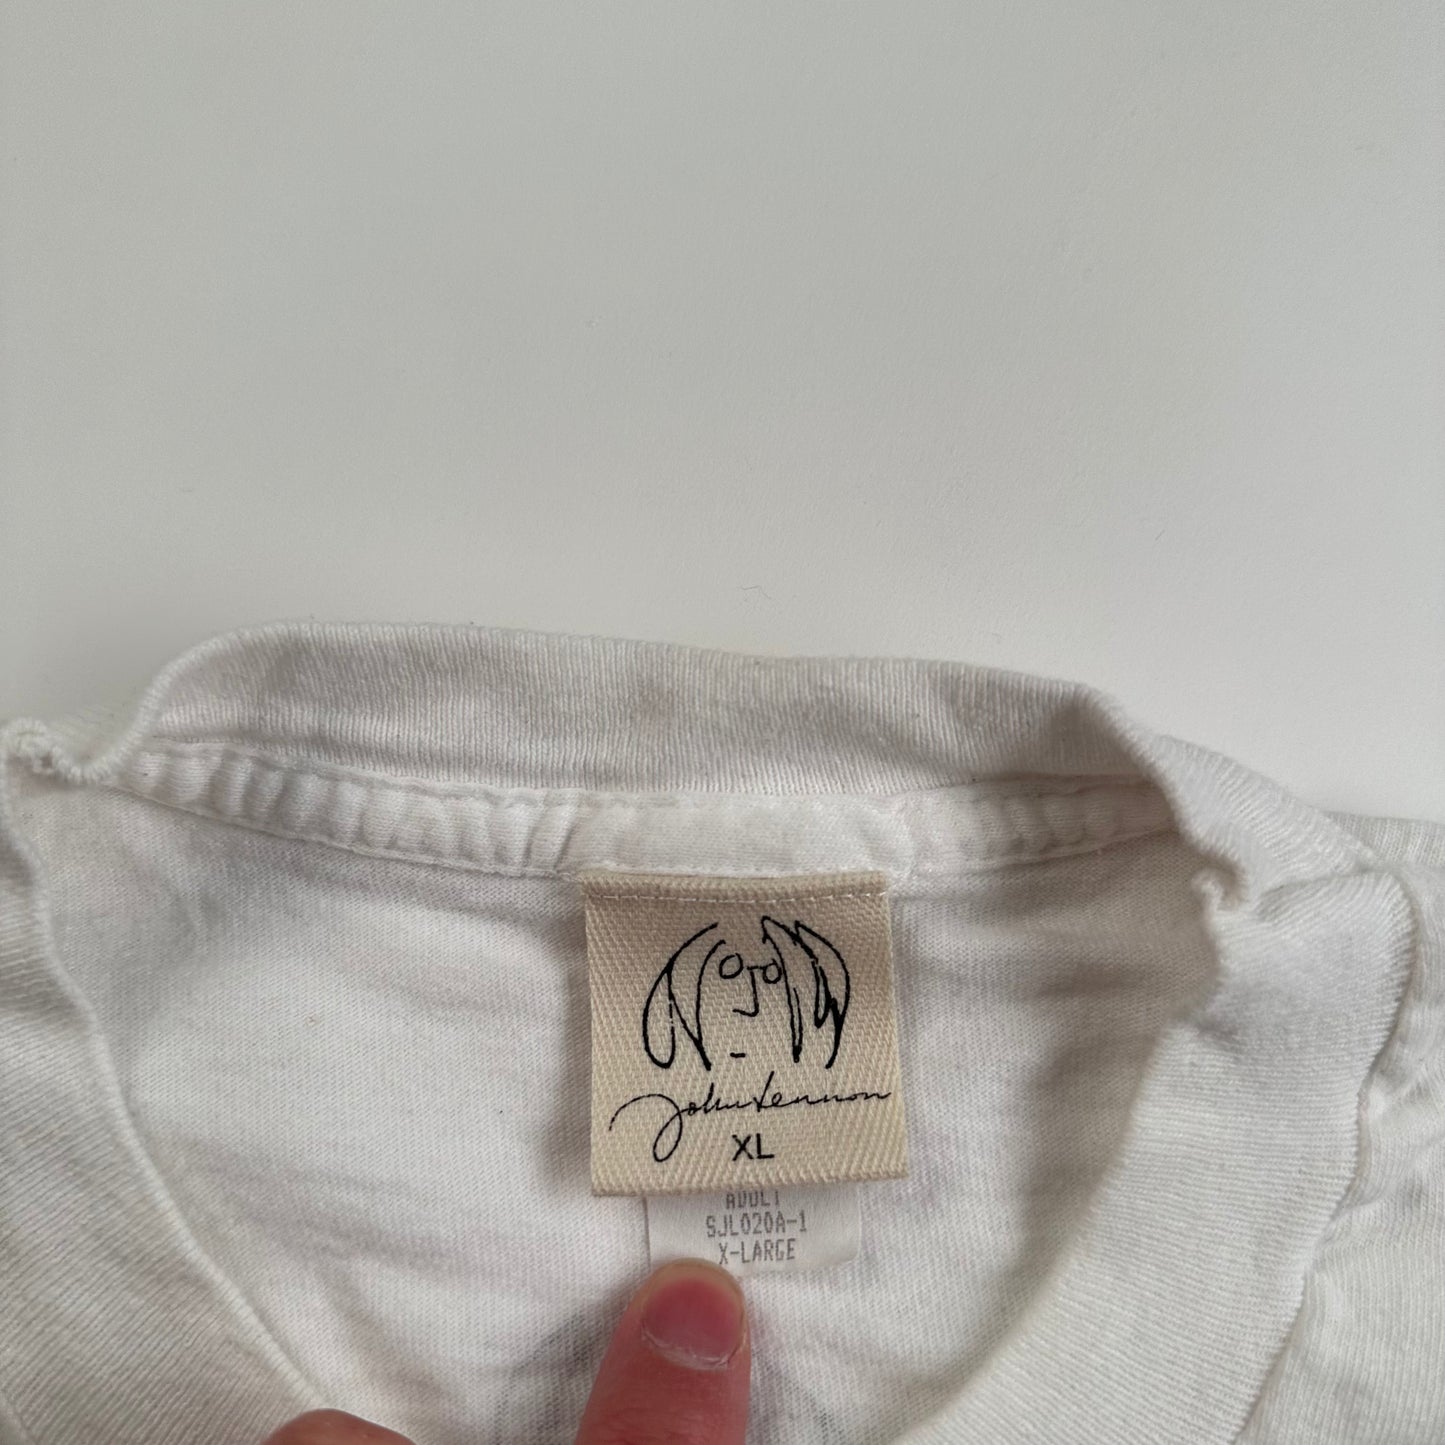 John Lennon
XL
ADULT
SJL020A-1
X-LARGE